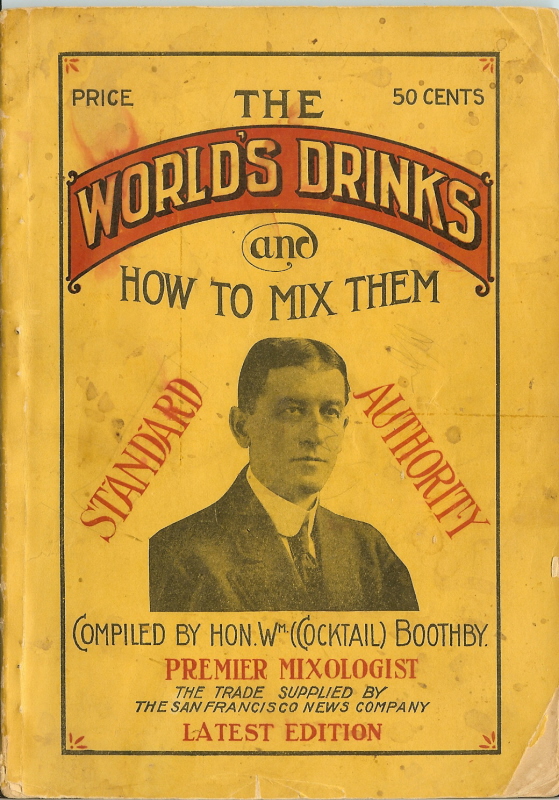 PRICE
THE
50 CENTS
WORLD'S DRINKS
and
HOW TO MIX THEM
STANDARD
AUTHORITY
COMPILED BY HON. WM. (COCKTAIL) BOOTHBY.
PREMIER MIXOLOGIST
THE TRADE SUPPLIED BY
THE SAN FRANCISCO NEWS COMPANY
LATEST EDITION